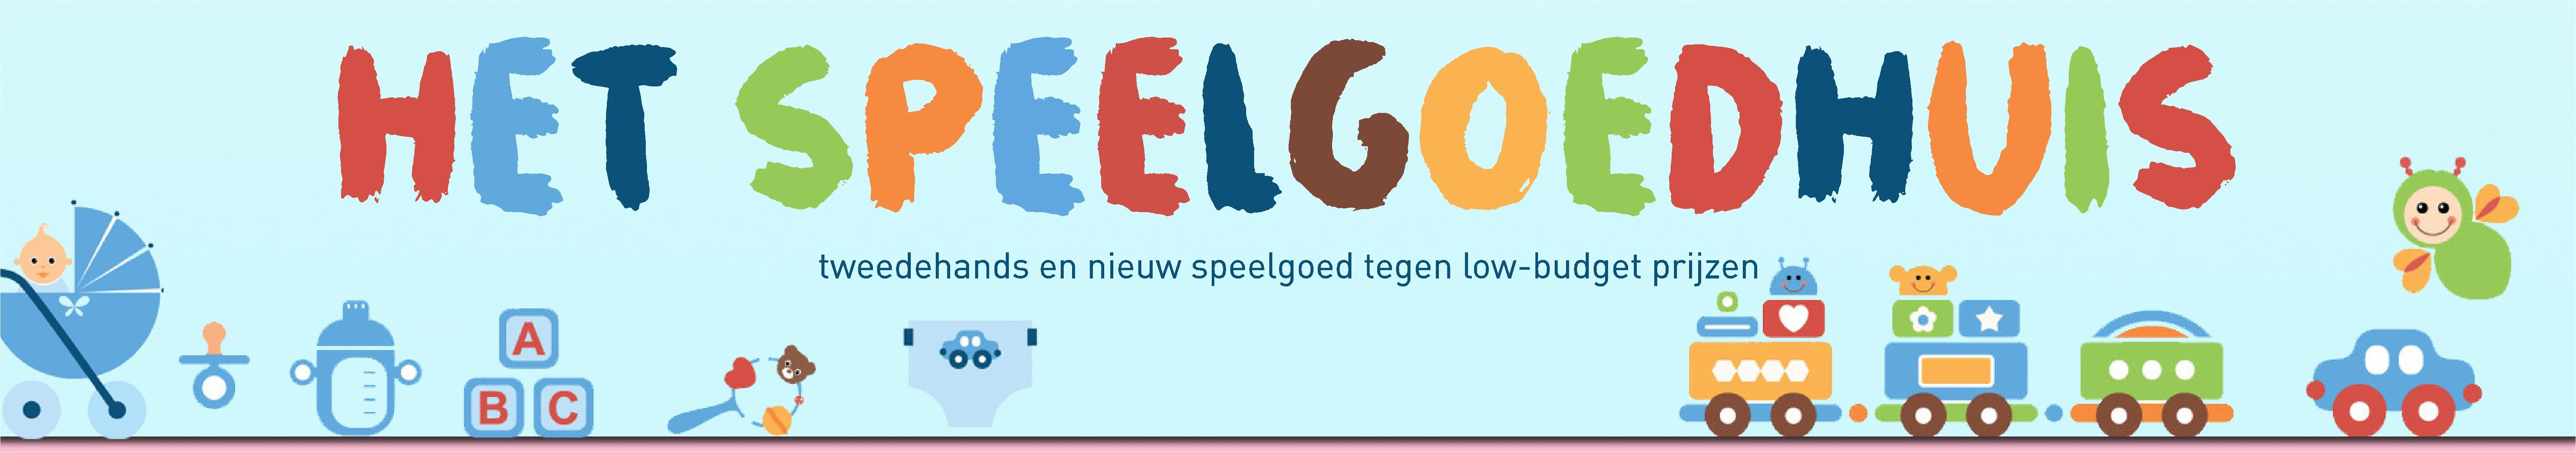 HET SPEELGOEDHUIS
tweedehands en nieuw speelgoed tegen low-budget prijzen
A
B C